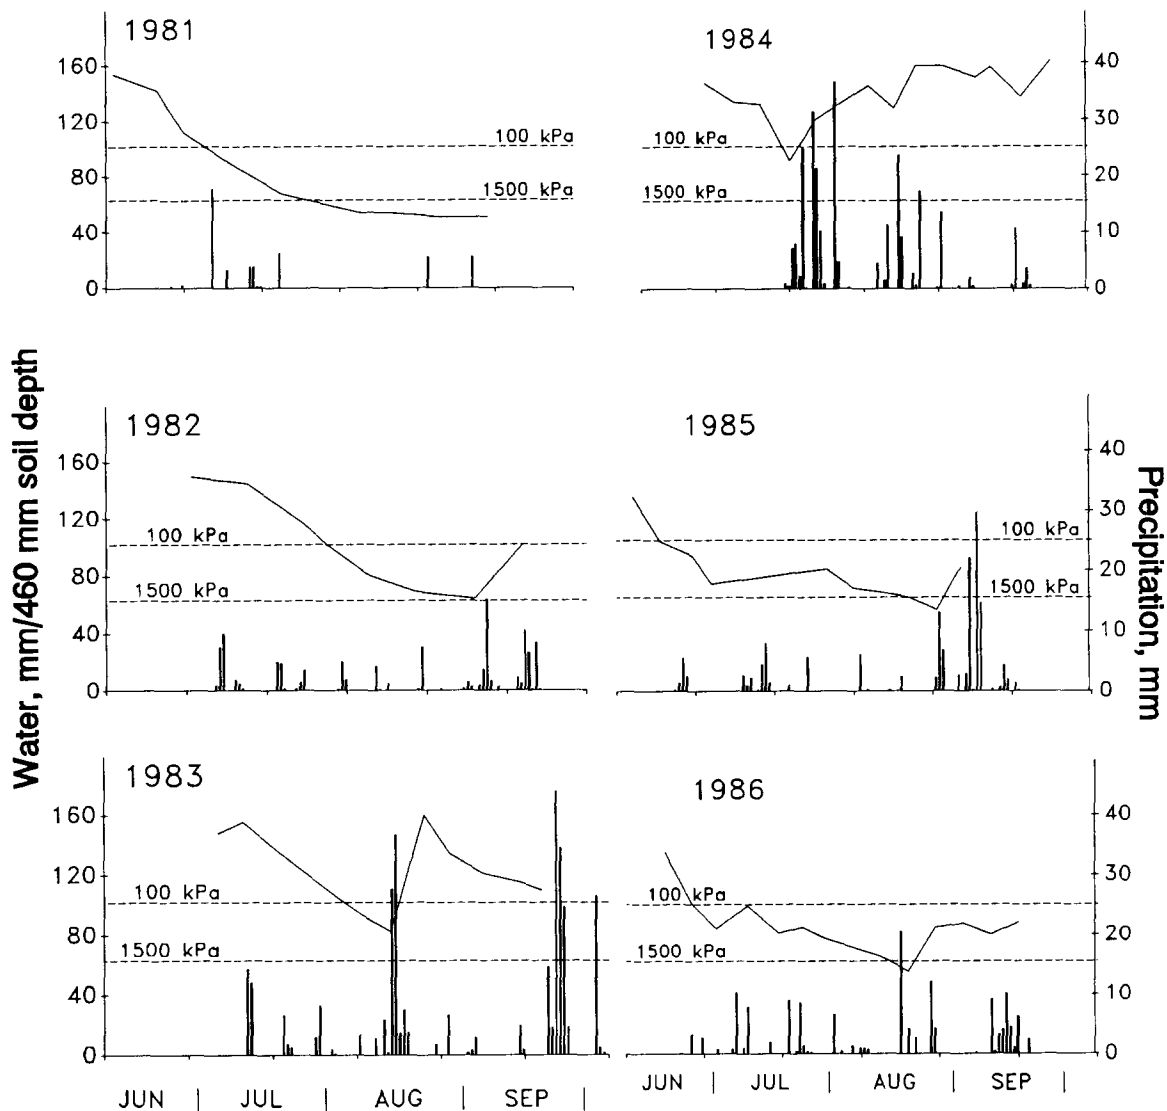 1981
160
120
80
40
0
100 kPa
1500 kPa
1984
40
30
20
10
0
100 kPa
1500 kPa
Water, mm/460 mm soil depth
1982
160
120
80
40
0
100 kPa
1500 kPa
1985
40
30
20
10
0
100 kPa
1500 kPa
Precipitation, mm
1983
160
120
80
40
0
100 kPa
1500 kPa
JUN | JUL | AUG | SEP |
1986
40
30
20
10
0
100 kPa
1500 kPa
JUN | JUL | AUG | SEP |